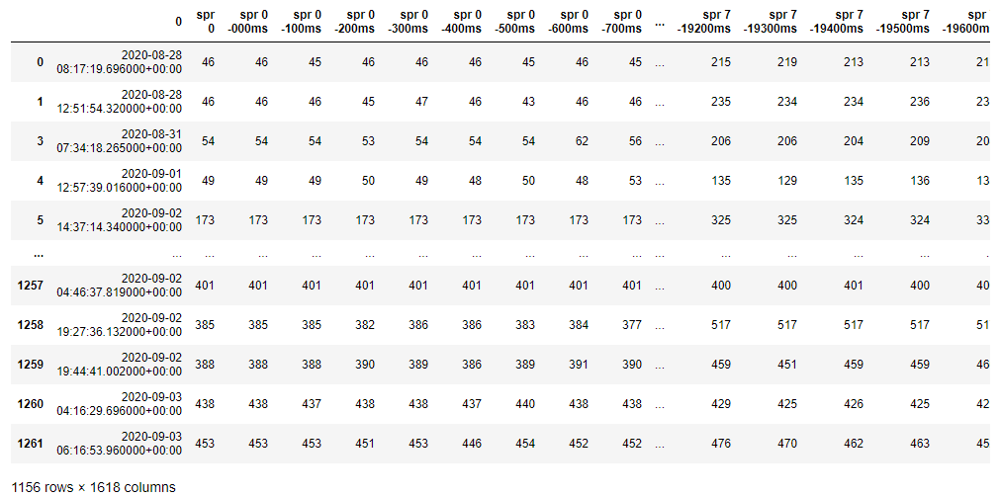 0 spr 0 spr 0 -000ms spr 0 -100ms spr 0 -200ms spr 0 -300ms spr 0 -400ms spr 0 -500ms spr 0 -600ms spr 0 -700ms ... spr 7 -19200ms spr 7 -19300ms spr 7 -19400ms spr 7 -19500ms spr -19600m
0 2020-08-28 08:17:19.696000+00:00 46 46 45 46 46 46 45 46 45 ... 215 219 213 213 21
1 2020-08-28 12:51:54.320000+00:00 46 46 46 45 47 46 43 46 46 ... 235 234 234 236 23
3 2020-08-31 07:34:18.265000+00:00 54 54 54 53 54 54 54 62 56 ... 206 206 204 209 20
4 2020-09-01 12:57:39.016000+00:00 49 49 49 50 49 48 50 48 53 ... 135 129 135 136 13
5 2020-09-02 14:37:14.340000+00:00 173 173 173 173 173 173 173 173 173 ... 325 325 324 324 33
... ... ... ... ... ... ... ... ... ... ... ... ... ... ... ... .
1257 2020-09-02 04:46:37.819000+00:00 401 401 401 401 401 401 401 401 401 ... 400 400 401 400 40
1258 2020-09-02 19:27:36.132000+00:00 385 385 385 382 386 386 383 384 377 ... 517 517 517 517 51
1259 2020-09-02 19:44:41.002000+00:00 388 388 388 390 389 386 389 391 390 ... 459 451 459 459 46
1260 2020-09-03 04:16:29.696000+00:00 438 438 437 438 438 437 440 438 438 ... 429 425 426 425 42
1261 2020-09-03 06:16:53.960000+00:00 453 453 453 451 453 446 454 452 452 ... 476 470 462 463 45
1156 rows × 1618 columns